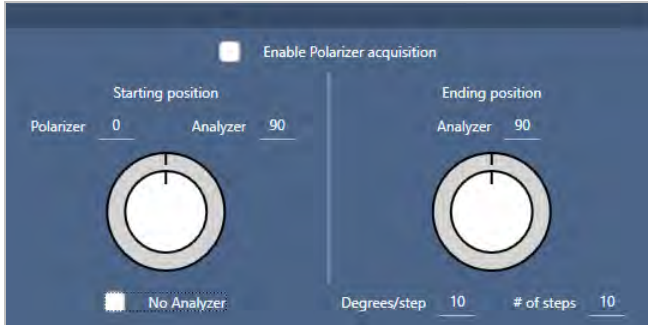 Enable Polarizer acquisition
Starting position
Ending position
Polarizer 0 Analyzer 90
Analyzer 90
No Analyzer
Degrees/step 10 # of steps 10